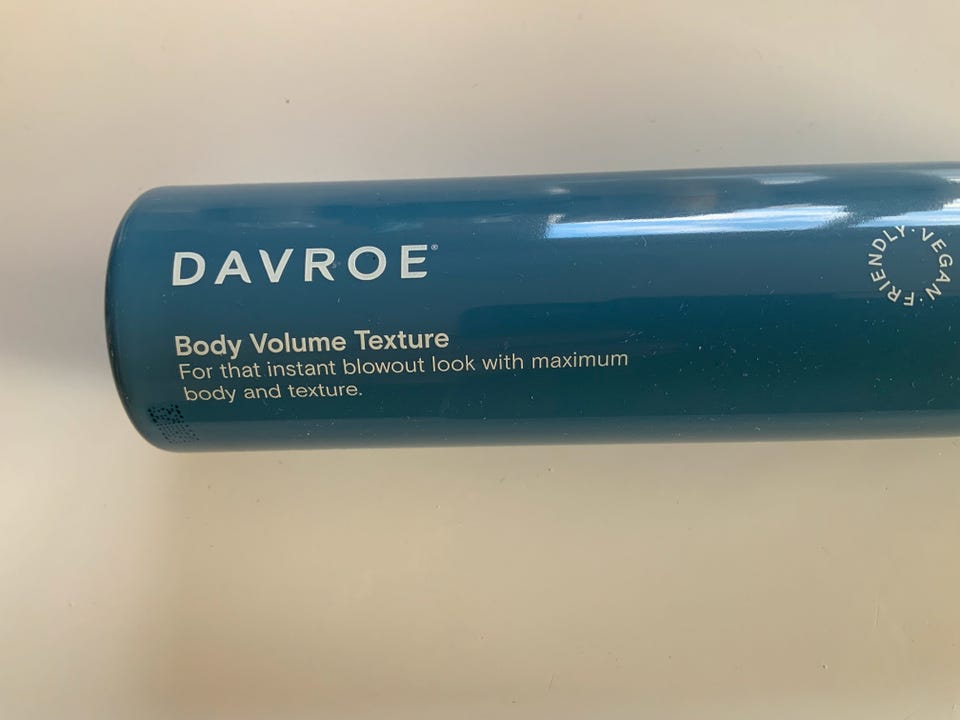 DAVROE®
Body Volume Texture
For that instant blowout look with maximum
body and texture.
VEGAN · FRIENDLY ·